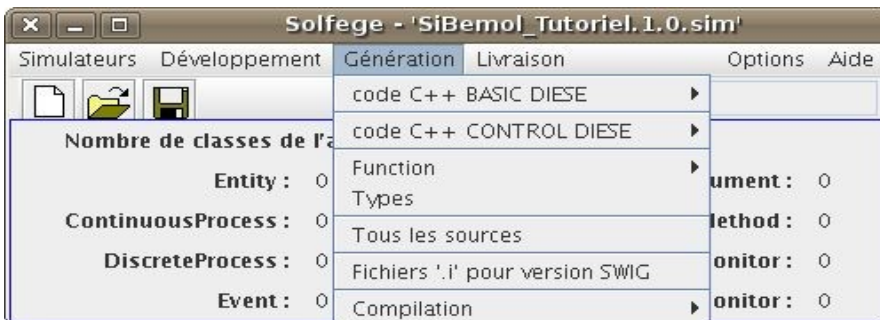 Solfege - 'SiBemol_Tutoriel.1.0.sim'
Simulateurs Développement Génération Livraison Options Aide
code C++ BASIC DIESE
code C++ CONTROL DIESE
Nombre de classes de l'a
Function
Entity : 0 ument : 0
Types
ContinuousProcess : 0 lethod : 0
Tous les sources
DiscreteProcess : 0 onitor : 0
Fichiers '.i' pour version SWIG
Event : 0 onitor : 0
Compilation